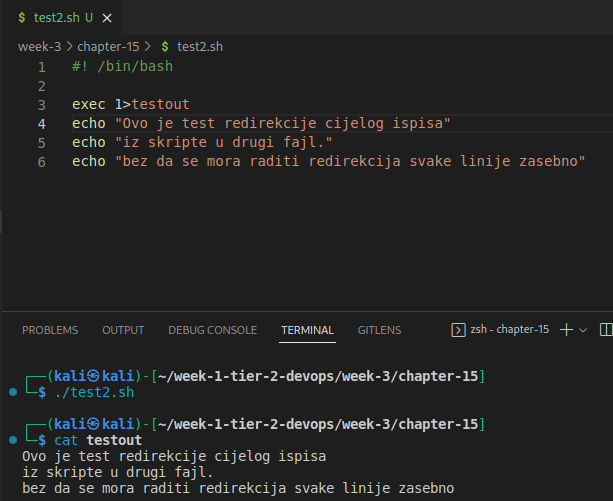 $ test2.sh U ×
week-3 > chapter-15 > $ test2.sh
1 #! /bin/bash
2
3 exec 1>testout
4 echo "Ovo je test redirekcije cijelog ispisa"
5 echo "iz skripte u drugi fajl."
6 echo "bez da se mora raditi redirekcija svake linije zasebno"
PROBLEMS OUTPUT DEBUG CONSOLE TERMINAL GITLENS zsh - chapter-15
┌──(kali㉿kali)-[~/week-1-tier-2-devops/week-3/chapter-15]
└─$ ./test2.sh
┌──(kali㉿kali)-[~/week-1-tier-2-devops/week-3/chapter-15]
└─$ cat testout
Ovo je test redirekcije cijelog ispisa
iz skripte u drugi fajl.
bez da se mora raditi redirekcija svake linije zasebno